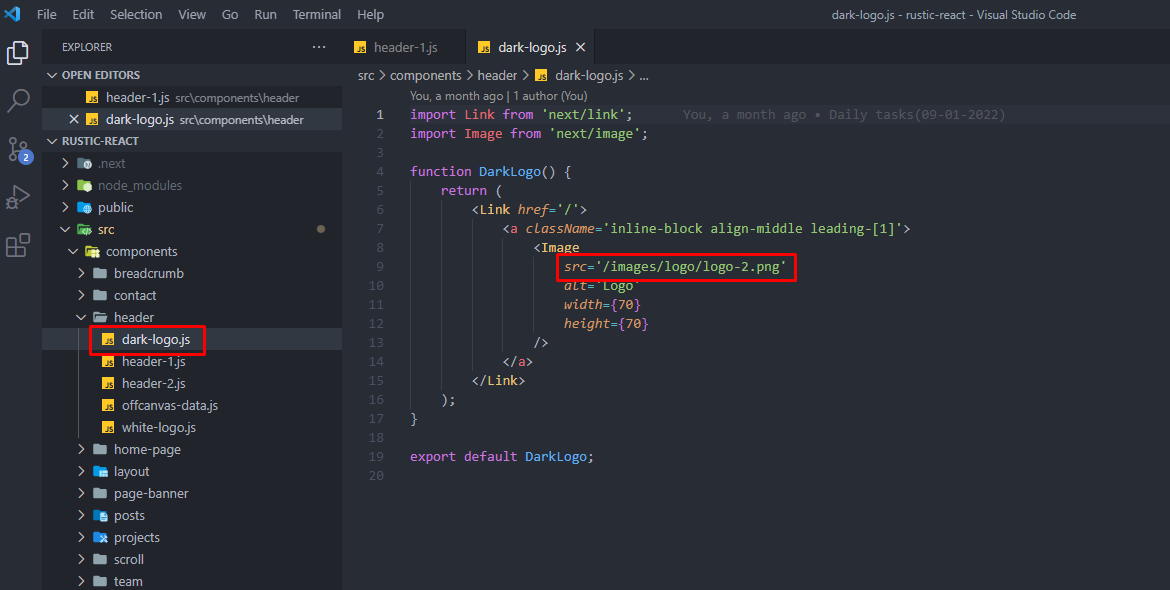 File Edit Selection View Go Run Terminal Help
dark-logo.js - rustic-react - Visual Studio Code
EXPLORER
OPEN EDITORS
header-1.js src\components\header
dark-logo.js src\components\header
RUSTIC-REACT
.next
node_modules
public
src
components
breadcrumb
contact
header
dark-logo.js
header-1.js
header-2.js
offcanvas-data.js
white-logo.js
home-page
layout
page-banner
posts
projects
scroll
team
2
header-1.js
dark-logo.js
src > components > header > dark-logo.js > ...
You, a month ago | 1 author (You)
1 import Link from 'next/link'; You, a month ago • Daily tasks(09-01-2022)
2 import Image from 'next/image';
3
4 function DarkLogo() {
5 return (
6 <Link href='/'>
7 <a className='inline-block align-middle leading-[1]'>
8 <Image
9 src='/images/logo/logo-2.png'
10 alt='Logo'
11 width={70}
12 height={70}
13 />
14 </a>
15 </Link>
16 );
17 }
18
19 export default DarkLogo;
20